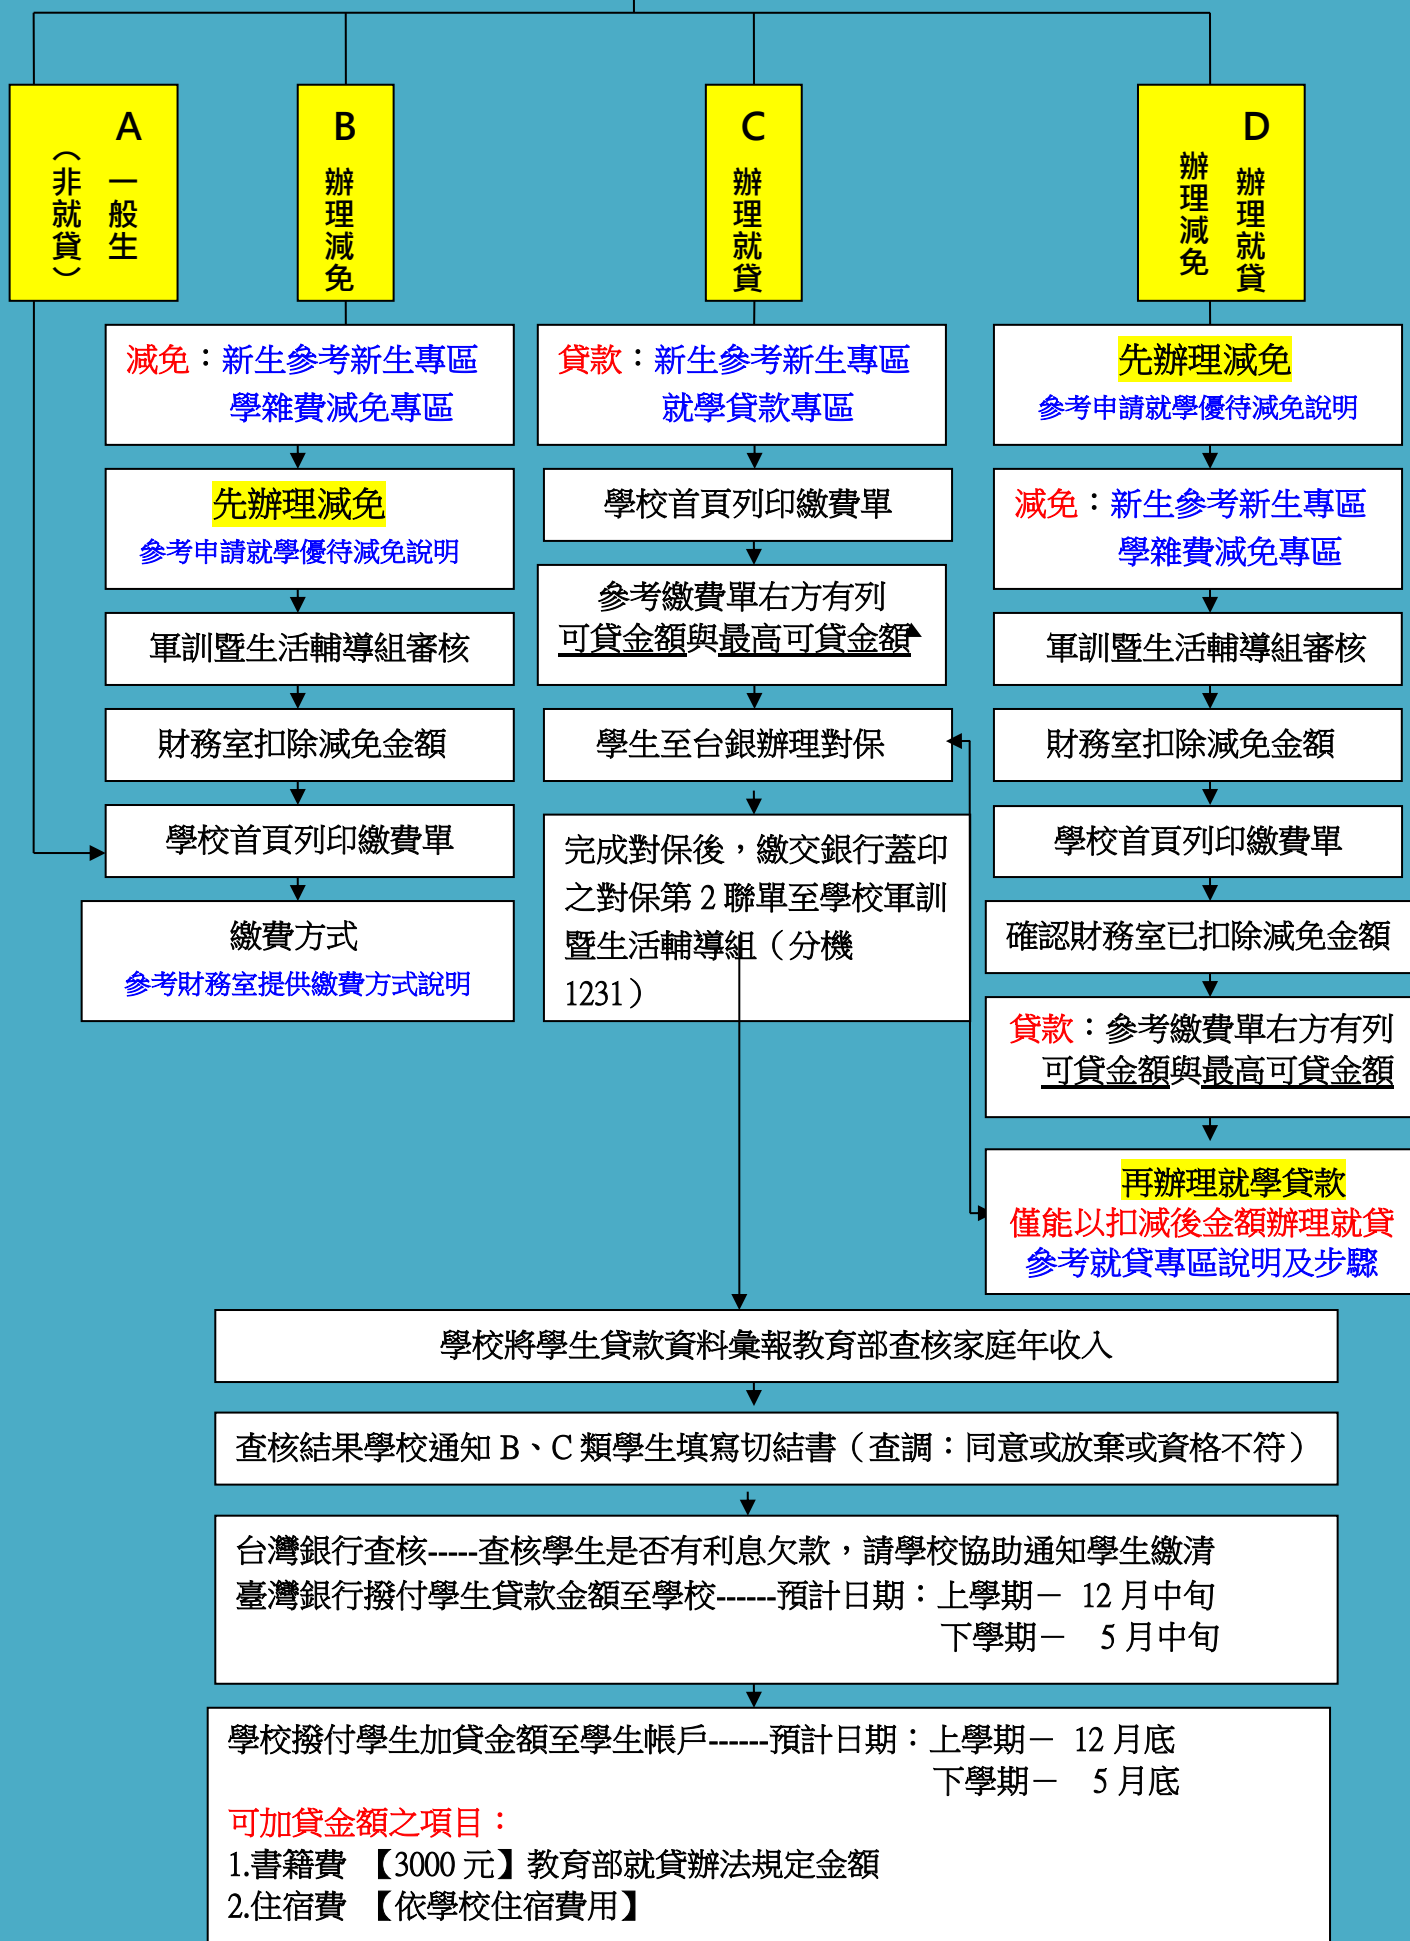 A
一般生
（非就貸）
B
辦理減免
C
辦理就貸
D
辦理就貸
辦理減免
減免：新生參考新生專區
學雜費減免專區
先辦理減免
參考申請就學優待減免說明
軍訓暨生活輔導組審核
財務室扣除減免金額
學校首頁列印繳費單
繳費方式
參考財務室提供繳費方式說明
貸款：新生參考新生專區
就學貸款專區
學校首頁列印繳費單
參考繳費單右方有列
可貸金額與最高可貸金額
學生至台銀辦理對保
完成對保後，繳交銀行蓋印
之對保第 2 聯單至學校軍訓
暨生活輔導組（分機
1231）
先辦理減免
參考申請就學優待減免說明
減免：新生參考新生專區
學雜費減免專區
軍訓暨生活輔導組審核
財務室扣除減免金額
學校首頁列印繳費單
確認財務室已扣除減免金額
貸款：參考繳費單右方有列
可貸金額與最高可貸金額
再辦理就學貸款
僅能以扣減後金額辦理就貸
參考就貸專區說明及步驟
學校將學生貸款資料彙報教育部查核家庭年收入
查核結果學校通知 B、C 類學生填寫切結書（查調：同意或放棄或資格不符）
台灣銀行查核-----查核學生是否有利息欠款，請學校協助通知學生繳清
臺灣銀行撥付學生貸款金額至學校------預計日期：上學期－ 12 月中旬
下學期－ 5 月中旬
學校撥付學生加貸金額至學生帳戶------預計日期：上學期－ 12 月底
下學期－ 5 月底
可加貸金額之項目：
1.書籍費 【3000 元】教育部就貸辦法規定金額
2.住宿費 【依學校住宿費用】